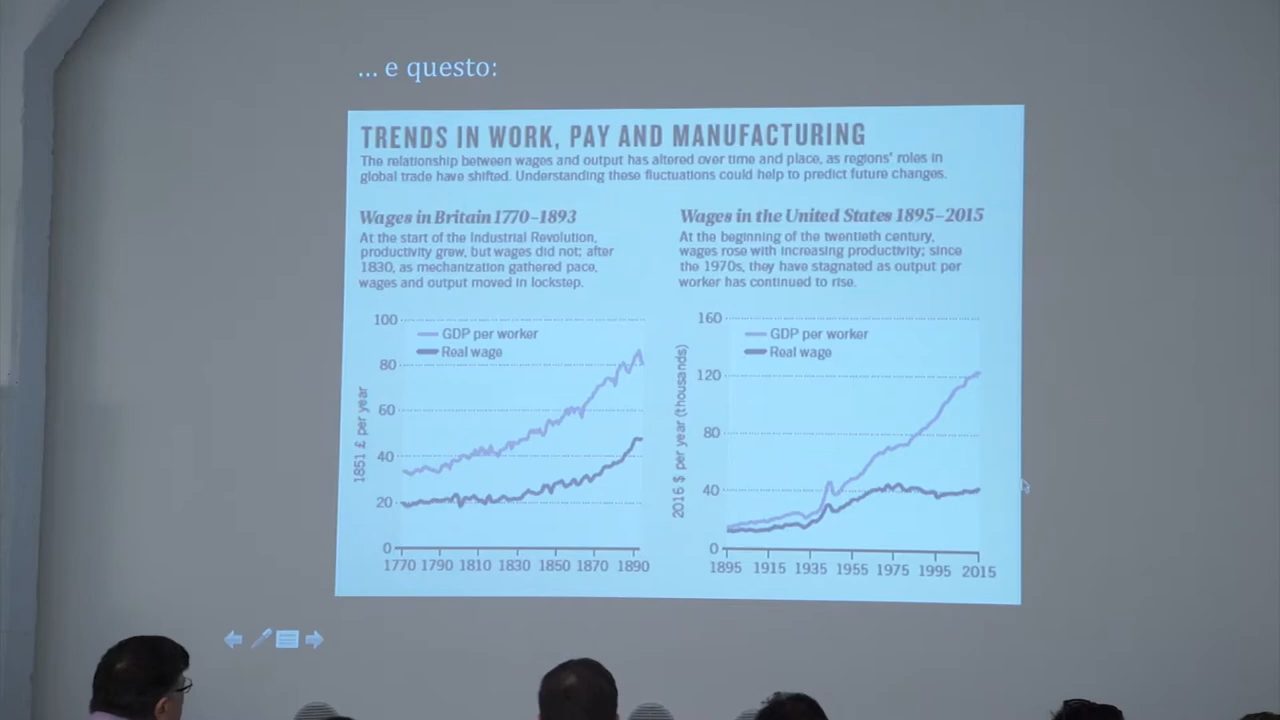 ... e questo:
TRENDS IN WORK, PAY AND MANUFACTURING
The relationship between wages and output has altered over time and place, as regions' roles in
global trade have shifted. Understanding these fluctuations could help to predict future changes.
Wages in Britain 1770–1893
At the start of the Industrial Revolution,
productivity grew, but wages did not; after
1830, as mechanization gathered pace,
wages and output moved in lockstep.
100
80
60
40
20
0
1851 £ per year
GDP per worker
Real wage
1770 1790 1810 1830 1850 1870 1890
Wages in the United States 1895–2015
At the beginning of the twentieth century,
wages rose with increasing productivity; since
the 1970s, they have stagnated as output per
worker has continued to rise.
160
120
80
40
0
2016 $ per year (thousands)
GDP per worker
Real wage
1895 1915 1935 1955 1975 1995 2015